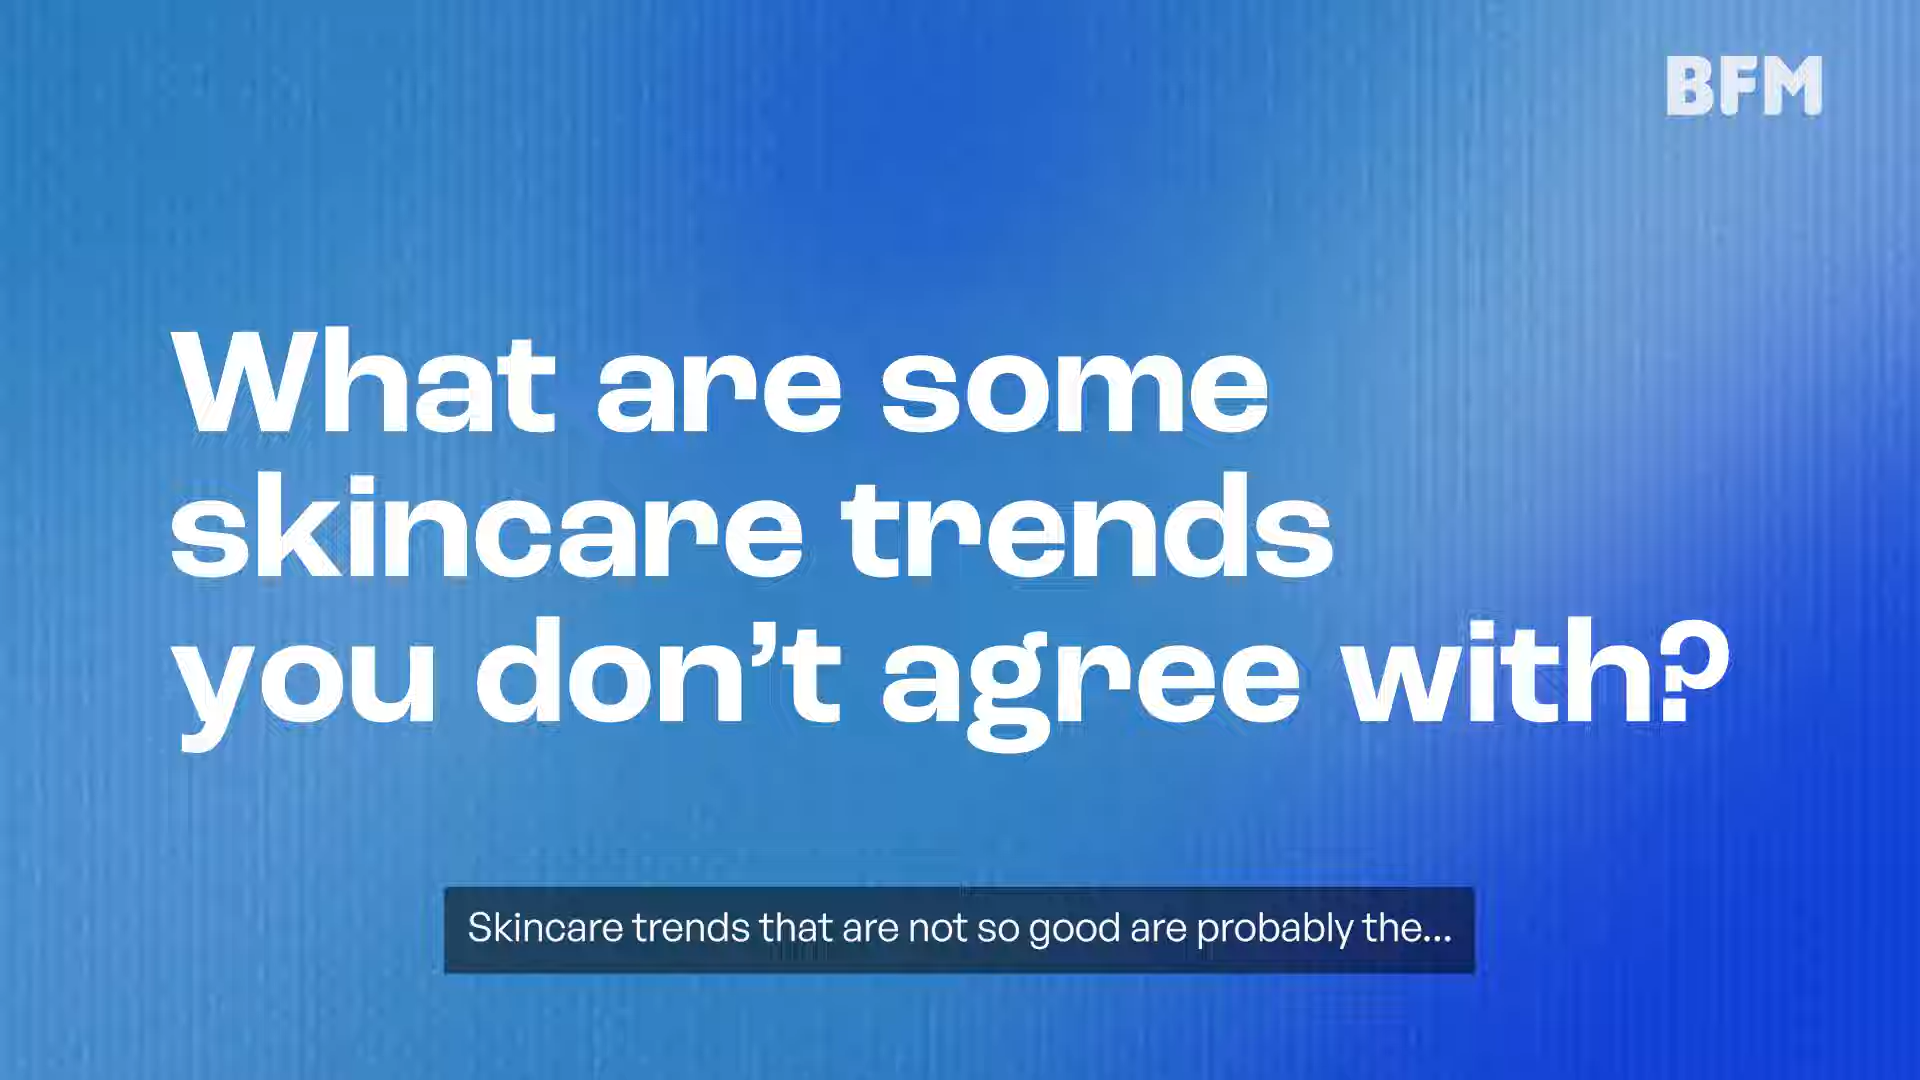 BFM
What are some
skincare trends
you don’t agree with?
Skincare trends that are not so good are probably the...